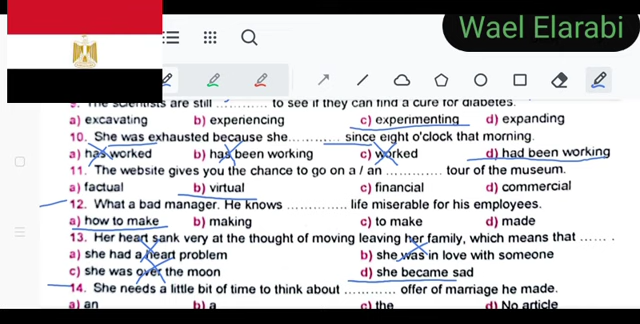 Wael Elarabi
9. The scientists are still ............ to see if they can find a cure for diabetes.
a) excavating b) experiencing c) experimenting d) expanding
10. She was exhausted because she............ since eight o'clock that morning.
a) has worked b) has been working c) worked d) had been working
11. The website gives you the chance to go on a / an ............ tour of the museum.
a) factual b) virtual c) financial d) commercial
12. What a bad manager. He knows ............. life miserable for his employees.
a) how to make b) making c) to make d) made
13. Her heart sank very at the thought of moving leaving her family, which means that ...... .
a) she had a heart problem b) she was in love with someone
c) she was over the moon d) she became sad
14. She needs a little bit of time to think about ........... offer of marriage he made.
a) an b) a c) the d) No article